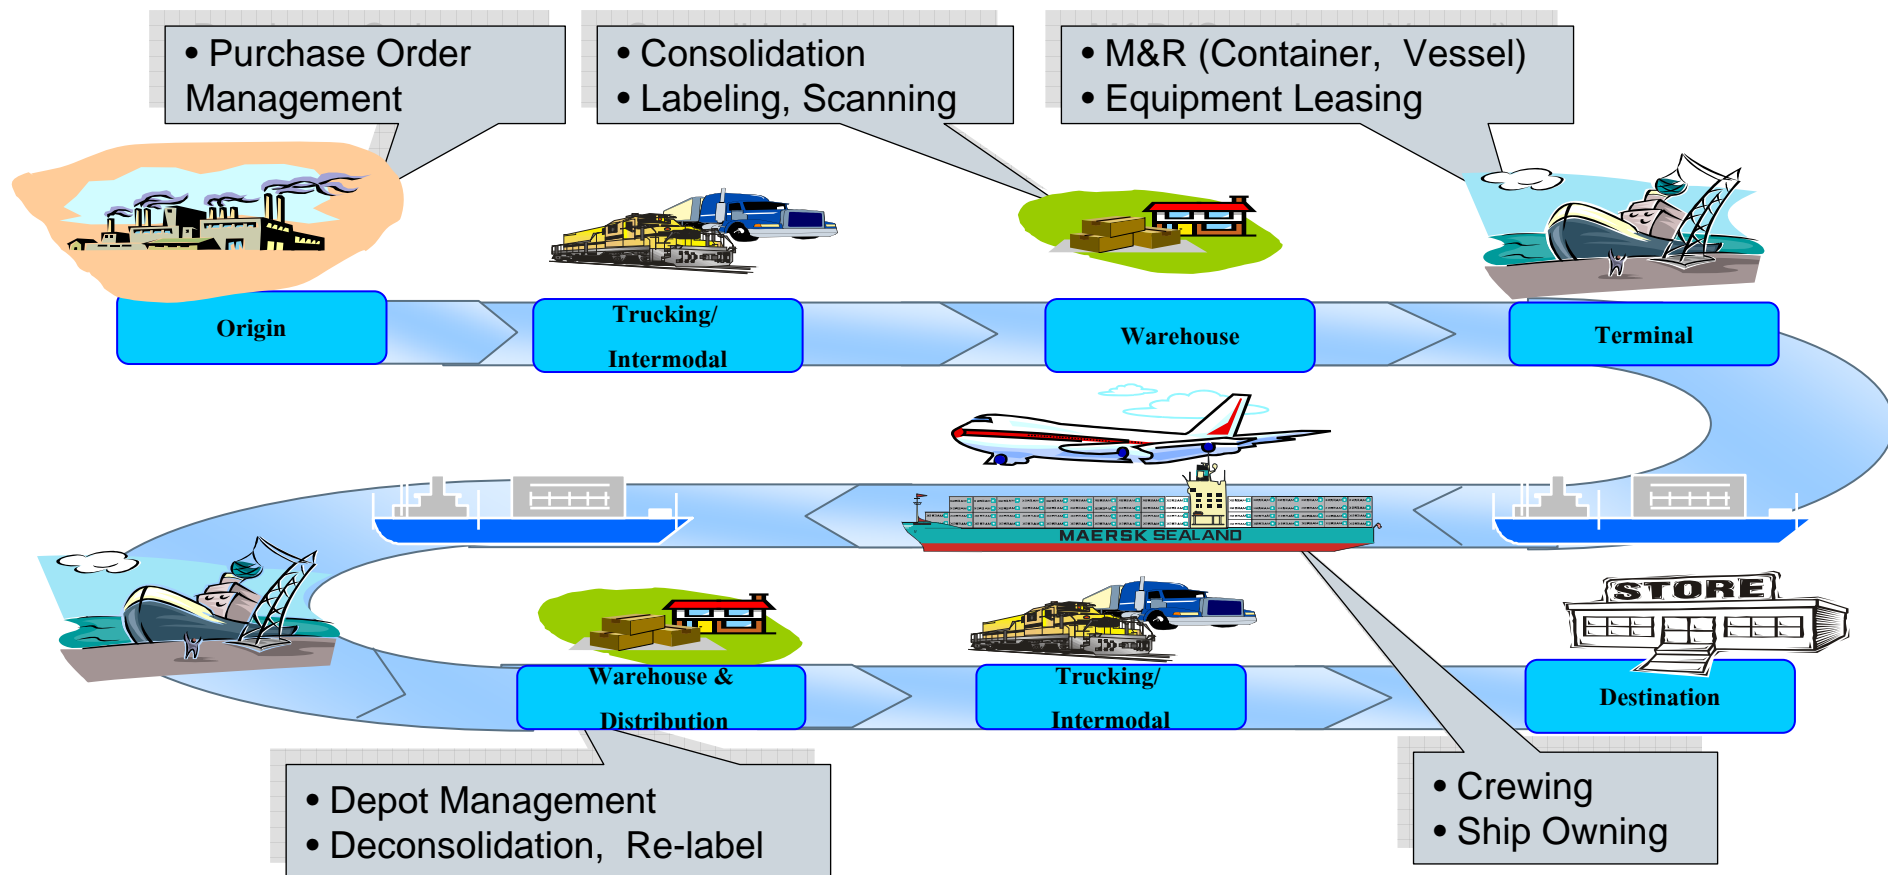 • Purchase Order
Management
• Consolidation
• Labeling, Scanning
• M&R (Container, Vessel)
• Equipment Leasing
Origin
Trucking/
Intermodal
Warehouse
Terminal
MAERSK SEALAND
STORE
Warehouse &
Distribution
Trucking/
Intermodal
Destination
• Depot Management
• Deconsolidation, Re-label
• Crewing
• Ship Owning